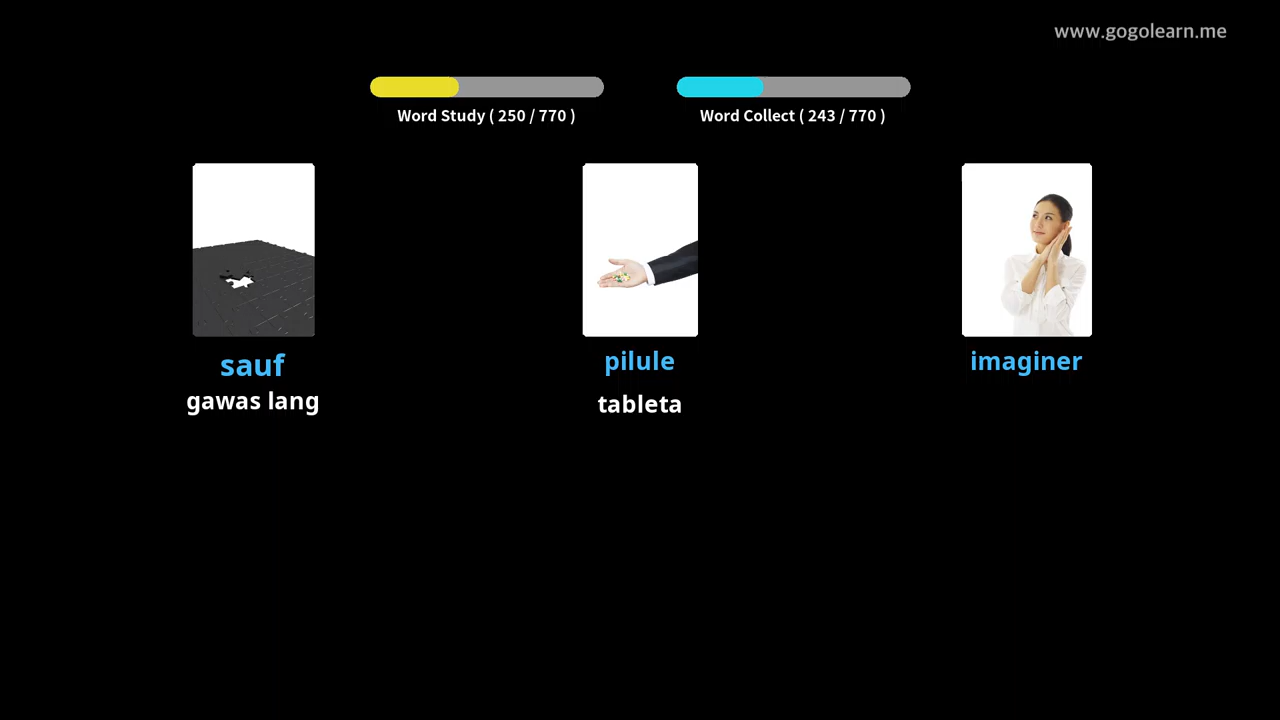 www.gogolearn.me
Word Study ( 250 / 770 )
Word Collect ( 243 / 770 )
sauf
gawas lang
pilule
tableta
imaginer